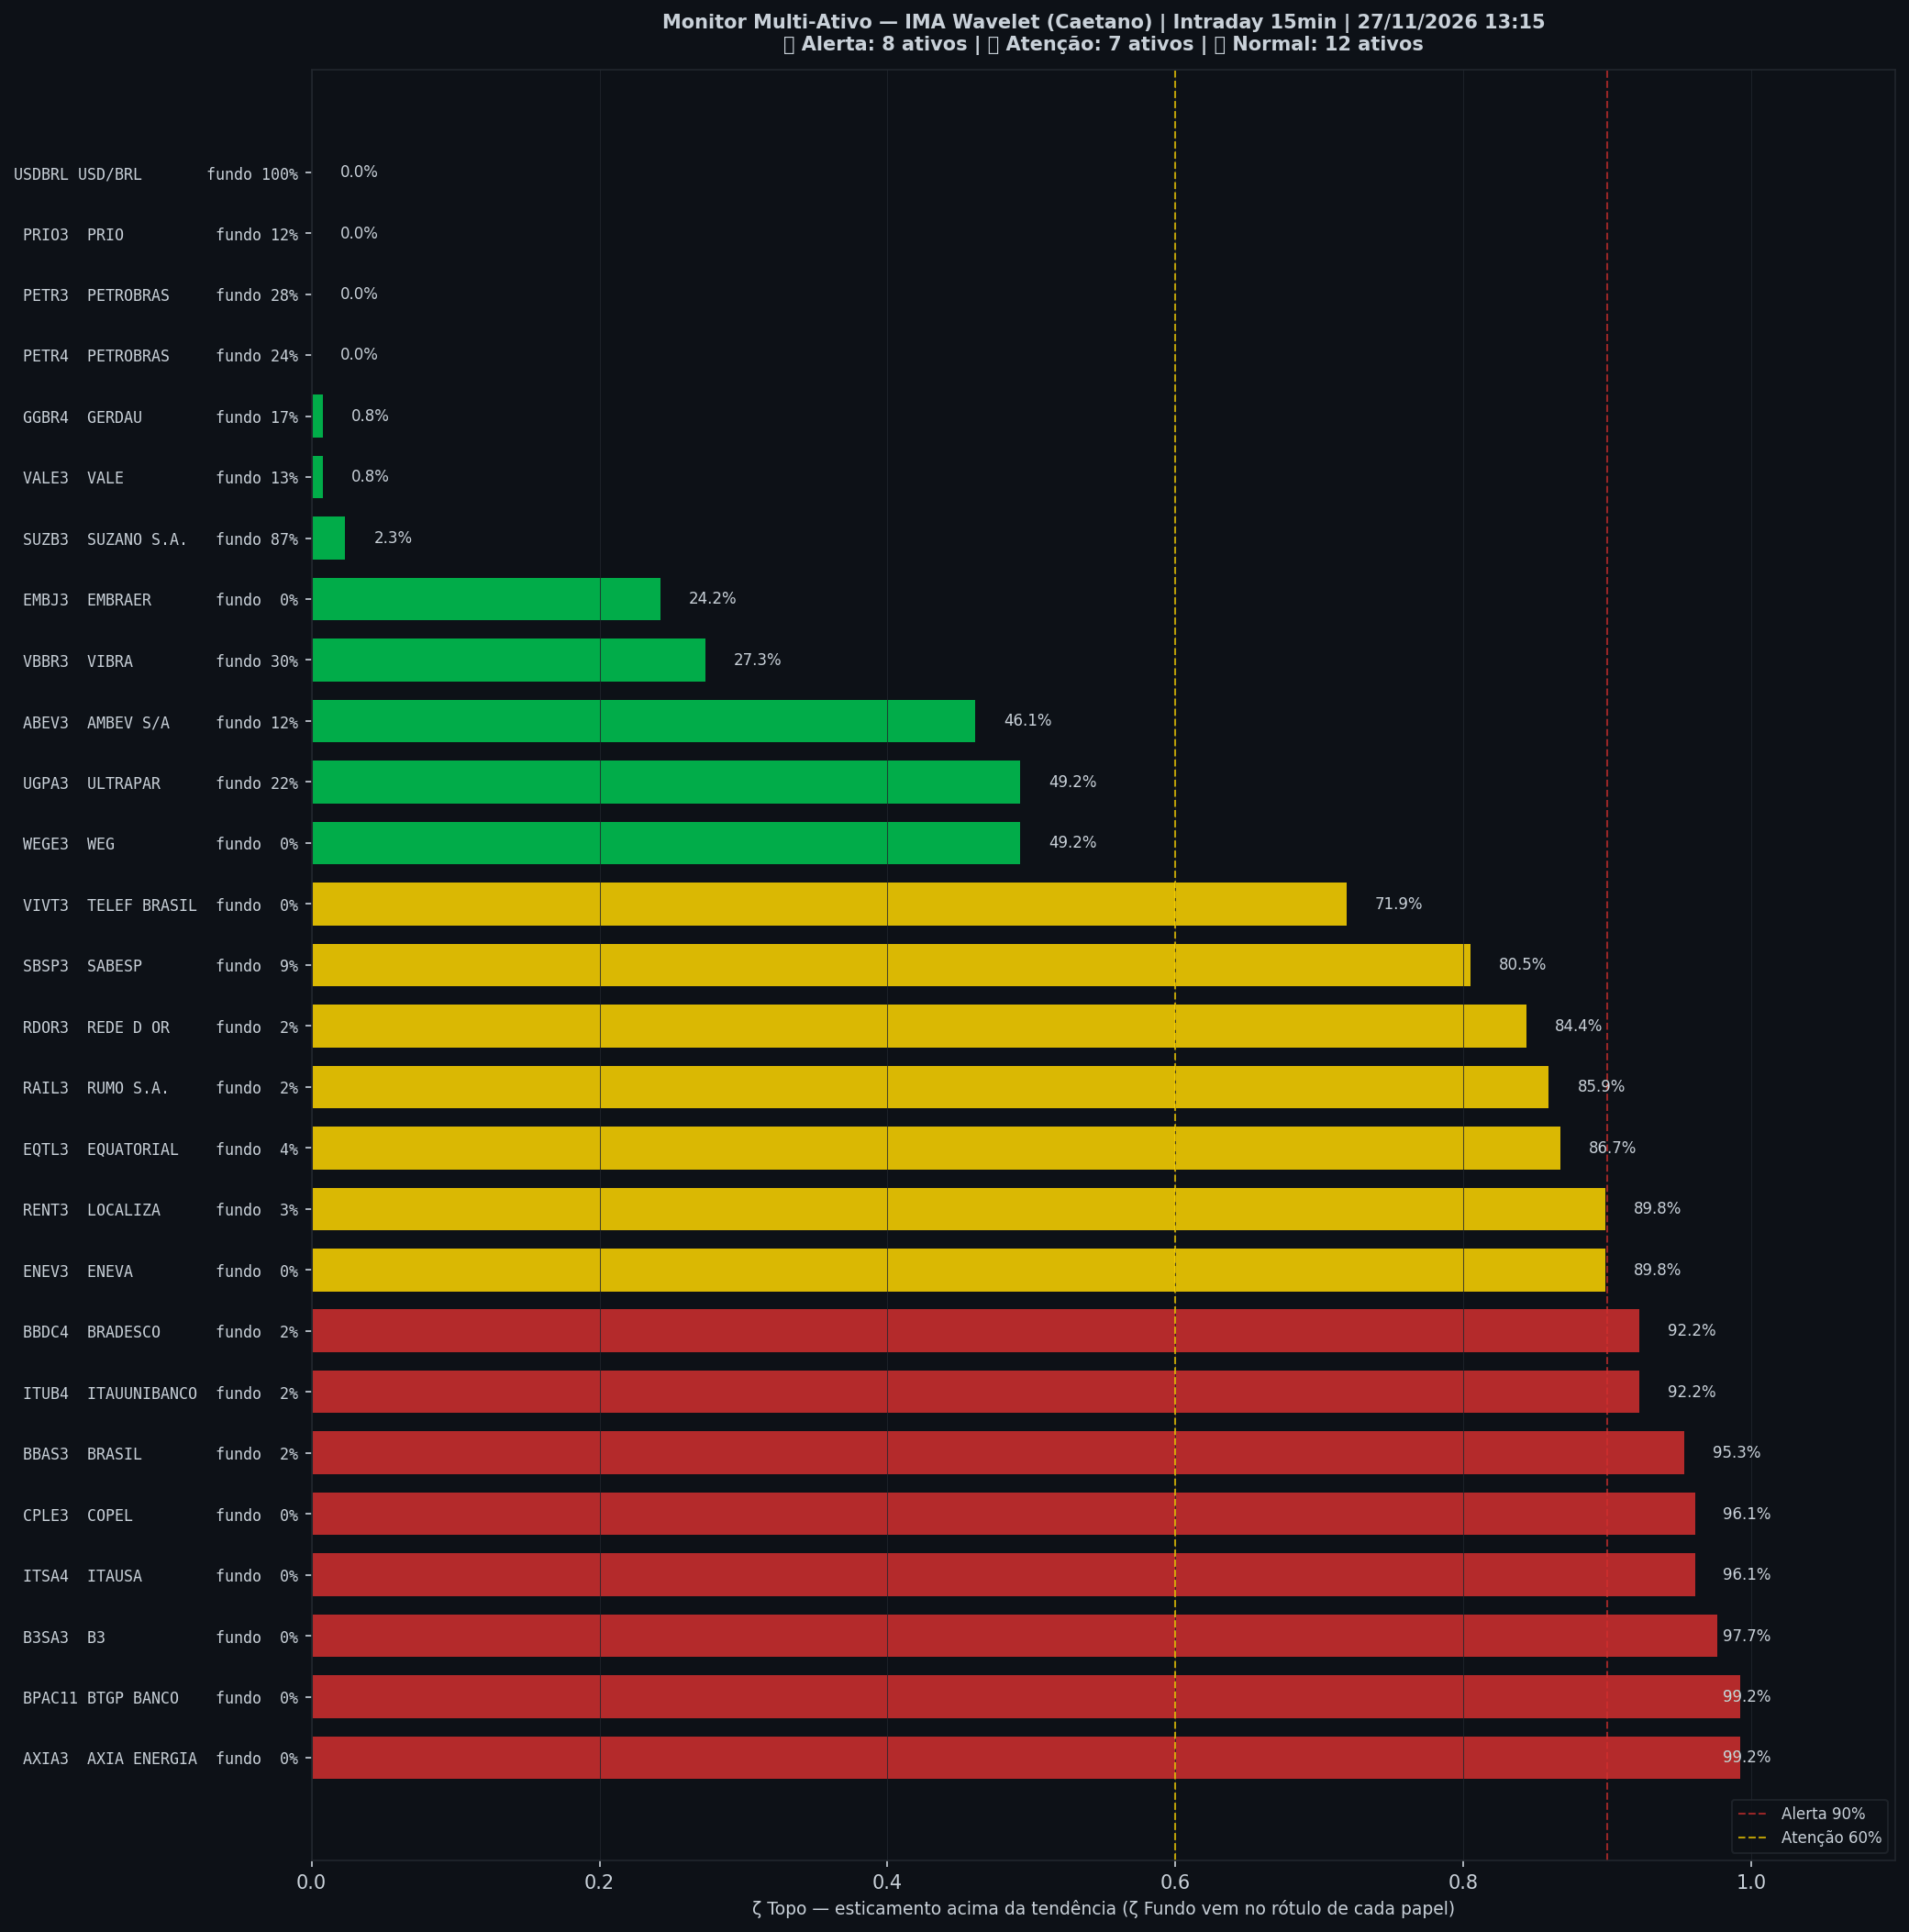 Monitor Multi-Ativo — IMA Wavelet (Caetano) | Intraday 15min | 27/11/2026 13:15
▯ Alerta: 8 ativos | ▯ Atenção: 7 ativos | ▯ Normal: 12 ativos
USDBRL USD/BRL fundo 100% 0.0%
PRIO3 PRIO fundo 12% 0.0%
PETR3 PETROBRAS fundo 28% 0.0%
PETR4 PETROBRAS fundo 24% 0.0%
GGBR4 GERDAU fundo 17% 0.8%
VALE3 VALE fundo 13% 0.8%
SUZB3 SUZANO S.A. fundo 87% 2.3%
EMBJ3 EMBRAER fundo 0% 24.2%
VBBR3 VIBRA fundo 30% 27.3%
ABEV3 AMBEV S/A fundo 12% 46.1%
UGPA3 ULTRAPAR fundo 22% 49.2%
WEGE3 WEG fundo 0% 49.2%
VIVT3 TELEF BRASIL fundo 0% 71.9%
SBSP3 SABESP fundo 9% 80.5%
RDOR3 REDE D OR fundo 2% 84.4%
RAIL3 RUMO S.A. fundo 2% 85.9%
EQTL3 EQUATORIAL fundo 4% 86.7%
RENT3 LOCALIZA fundo 3% 89.8%
ENEV3 ENEVA fundo 0% 89.8%
BBDC4 BRADESCO fundo 2% 92.2%
ITUB4 ITAUUNIBANCO fundo 2% 92.2%
BBAS3 BRASIL fundo 2% 95.3%
CPLE3 COPEL fundo 0% 96.1%
ITSA4 ITAUSA fundo 0% 96.1%
B3SA3 B3 fundo 0% 97.7%
BPAC11 BTGP BANCO fundo 0% 99.2%
AXIA3 AXIA ENERGIA fundo 0% 99.2%
Alerta 90%
Atenção 60%
0.0 0.2 0.4 0.6 0.8 1.0
ζ Topo — esticamento acima da tendência (ζ Fundo vem no rótulo de cada papel)